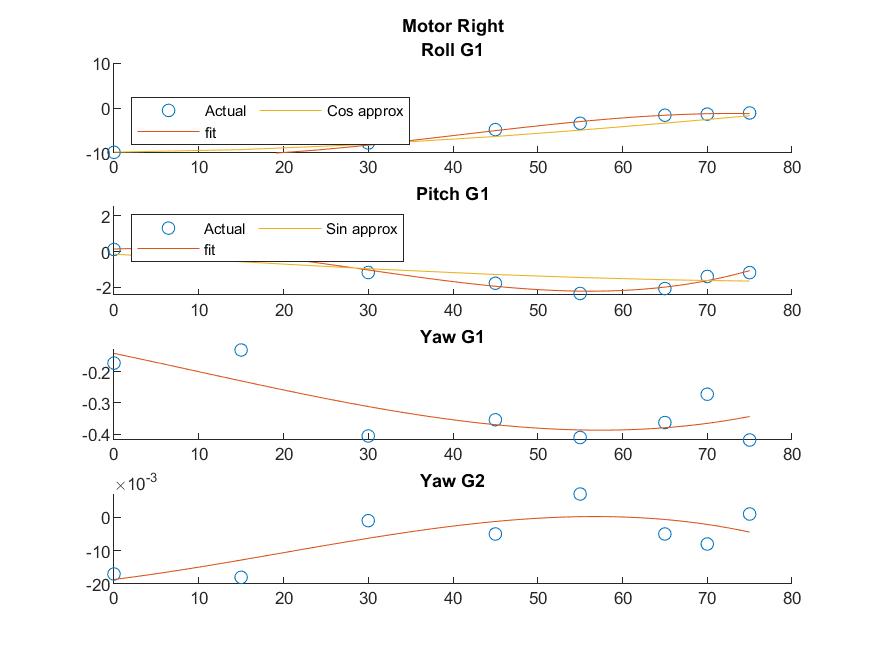 Motor Right
Roll G1
10
0
-10
Actual
Cos approx
fit
0 10 20 30 40 50 60 70 80
Pitch G1
2
0
-2
Actual
Sin approx
fit
0 10 20 30 40 50 60 70 80
Yaw G1
-0.2
-0.3
-0.4
0 10 20 30 40 50 60 70 80
Yaw G2
×10-3
0
-10
-20
0 10 20 30 40 50 60 70 80